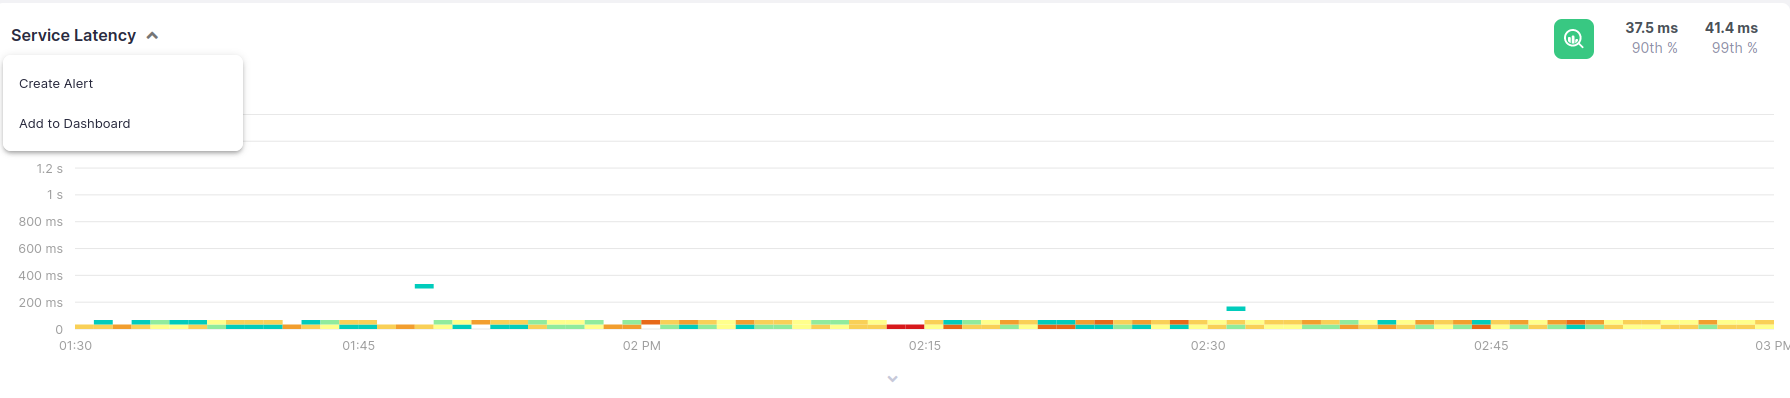 Service Latency
37.5 ms 41.4 ms
90th % 99th %
Create Alert
Add to Dashboard
1.2 s
1 s
800 ms
600 ms
400 ms
200 ms
0
01:30 01:45 02 PM 02:15 02:30 02:45 03 PM